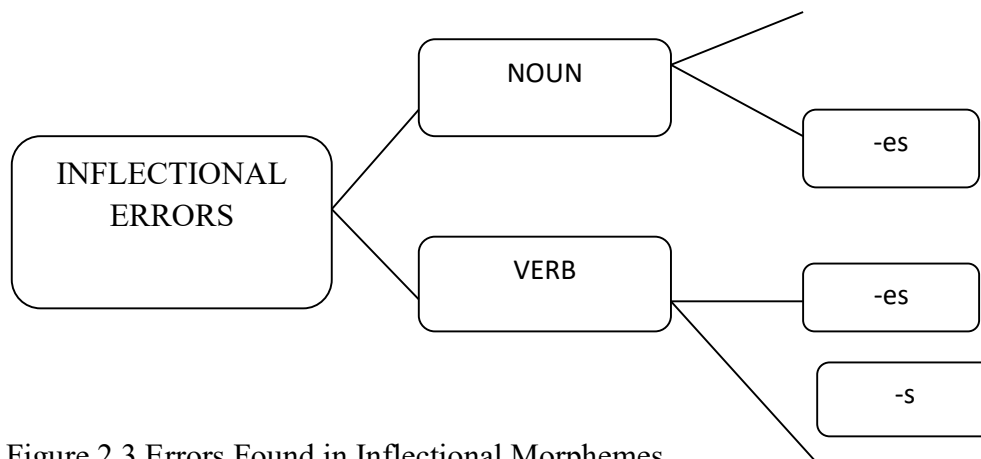 NOUN
-es
INFLECTIONAL
ERRORS
VERB
-es
-s
Figure 2.3 Errors Found in Inflectional Morphemes